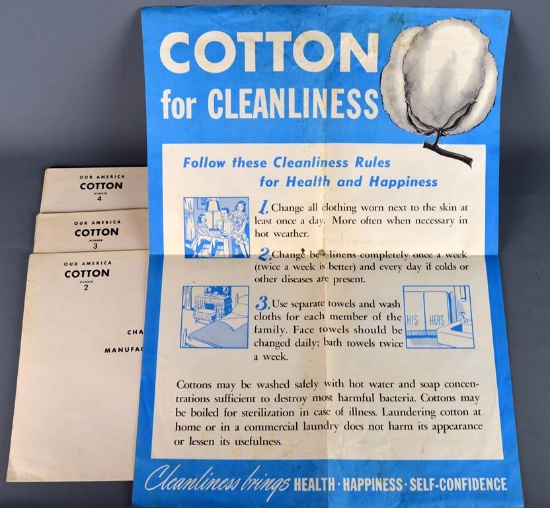 COTTON
for CLEANLINESS
Follow these Cleanliness Rules
for Health and Happiness
1. Change all clothing worn next to the skin at
least once a day. More often when necessary in
hot weather.
2. Change bed linens completely once a week
(twice a week is better) and every day if colds or
other diseases are present.
3. Use separate towels and wash
cloths for each member of the
family. Face towels should be
changed daily; bath towels twice
a week.
HIS HERS
Cottons may be washed safely with hot water and soap concen-
trations sufficient to destroy most harmful bacteria. Cottons may
be boiled for sterilization in case of illness. Laundering cotton at
home or in a commercial laundry does not harm its appearance
or lessen its usefulness.
Cleanliness brings HEALTH · HAPPINESS · SELF-CONFIDENCE
OUR AMERICA
COTTON
NUMBER
4
OUR AMERICA
COTTON
NUMBER
3
OUR AMERICA
COTTON
NUMBER
2
CHA
MANUFAC